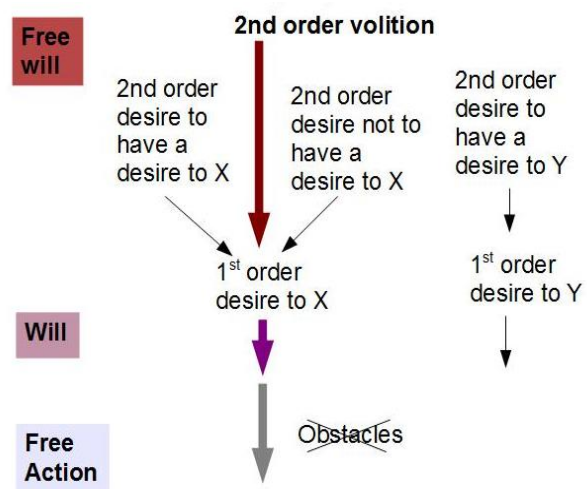 Free
will
2nd order volition
2nd order
desire to
have a
desire to X
2nd order
desire not to
have a
desire to X
2nd order
desire to
have a
desire to Y
1st order
desire to X
1st order
desire to Y
Will
Free
Action
Obstacles